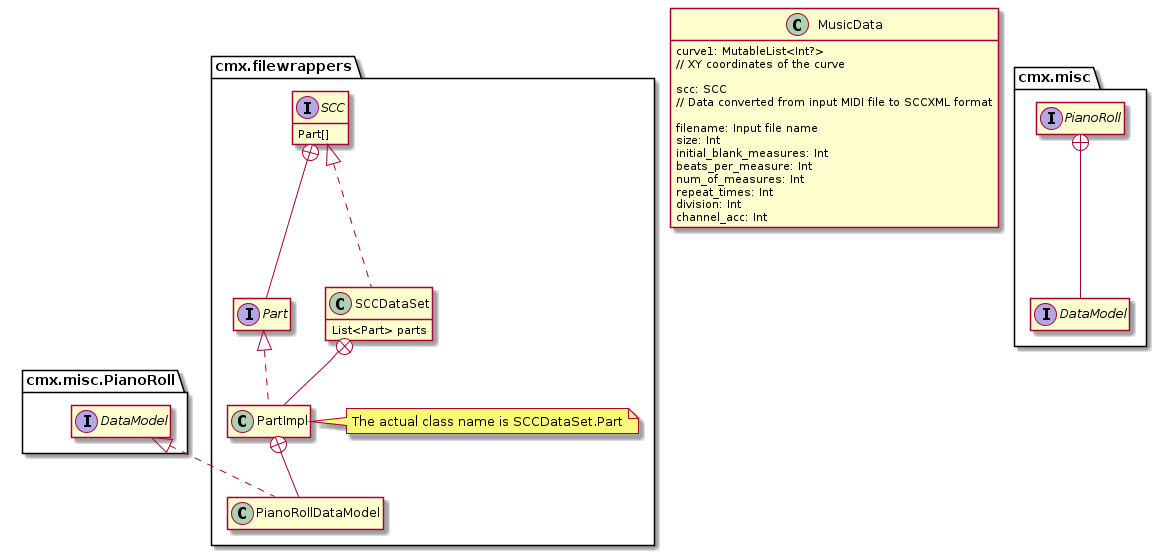 cmx.filewrappers
I SCC
Part[]
I Part
C SCCDataSet
List<Part> parts
cmx.misc.PianoRoll
I DataModel
C PartImpl
The actual class name is SCCDataSet.Part
C PianoRollDataModel
C MusicData
curve1: MutableList<Int?>
// XY coordinates of the curve
scc: SCC
// Data converted from input MIDI file to SCCXML format
filename: Input file name
size: Int
initial_blank_measures: Int
beats_per_measure: Int
num_of_measures: Int
repeat_times: Int
division: Int
channel_acc: Int
cmx.misc
I PianoRoll
I DataModel